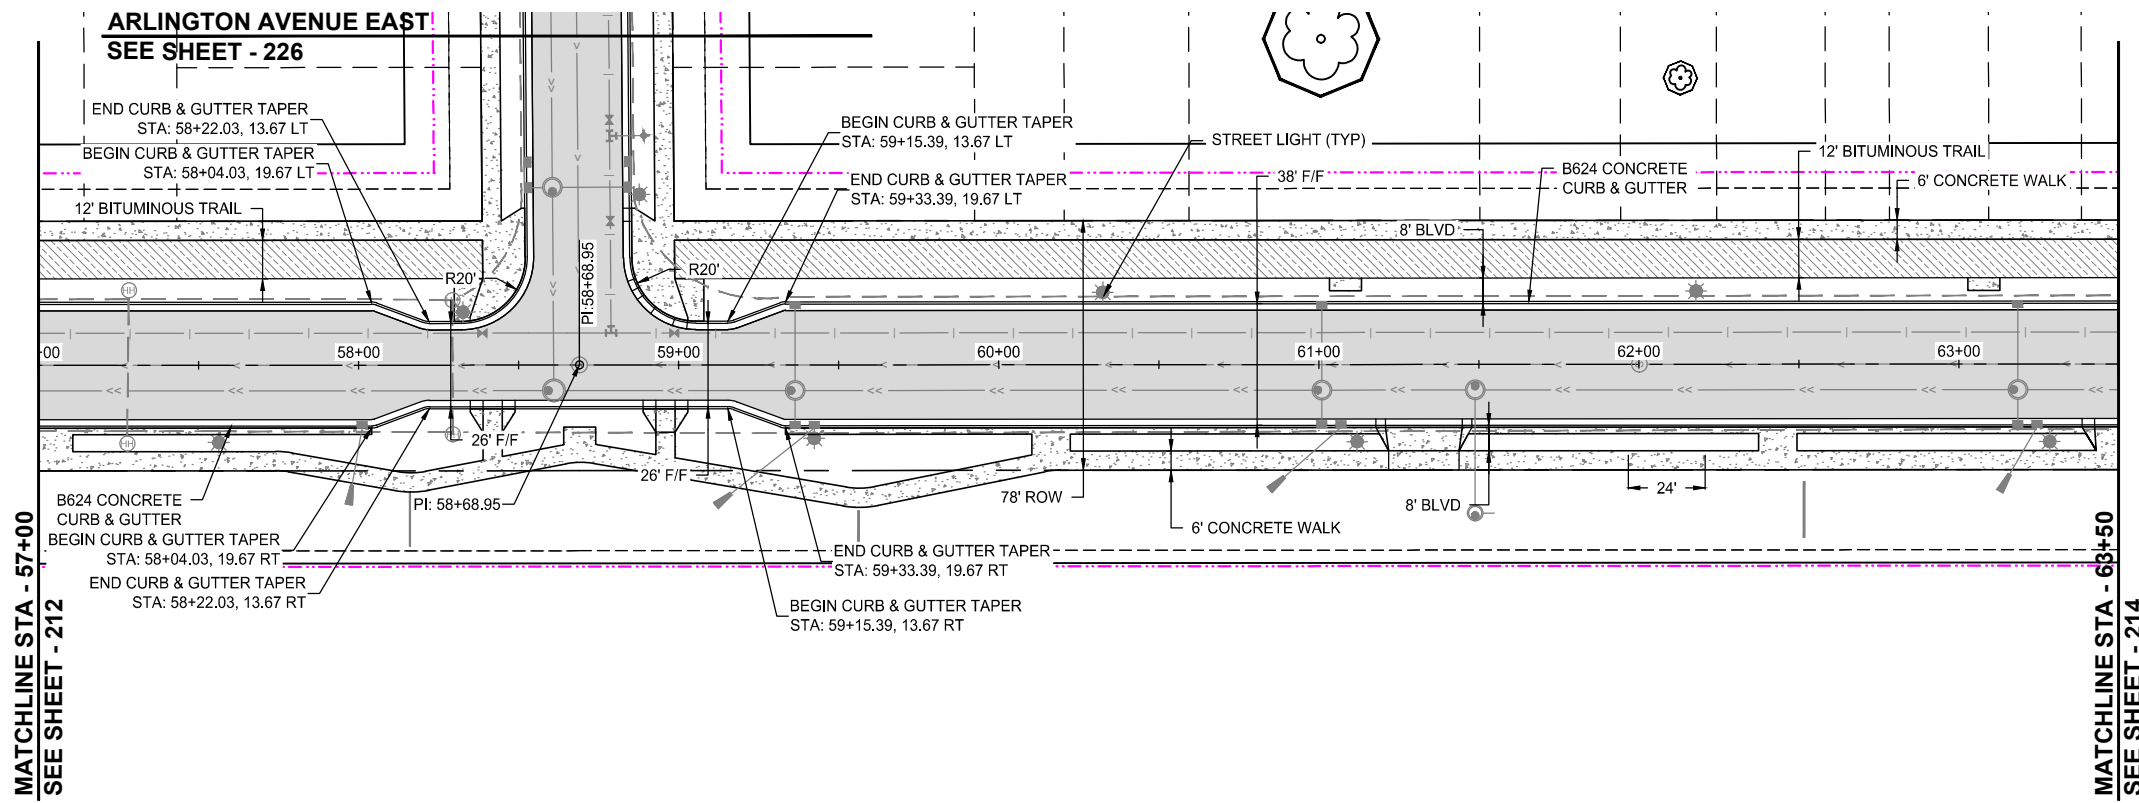 ARLINGTON AVENUE EAST
SEE SHEET - 226
END CURB & GUTTER TAPER
STA: 58+22.03, 13.67 LT
BEGIN CURB & GUTTER TAPER
STA: 58+04.03, 19.67 LT
12' BITUMINOUS TRAIL
BEGIN CURB & GUTTER TAPER
STA: 59+15.39, 13.67 LT
END CURB & GUTTER TAPER
STA: 59+33.39, 19.67 LT
STREET LIGHT (TYP)
38' F/F
B624 CONCRETE
CURB & GUTTER
12' BITUMINOUS TRAIL
6' CONCRETE WALK
8' BLVD
R20'
R20'
PI:58+68.95
HH
HH
HH
HH
+00
58+00
59+00
60+00
61+00
62+00
63+00
26' F/F
26' F/F
PI: 58+68.95
78' ROW
6' CONCRETE WALK
8' BLVD
24'
B624 CONCRETE
CURB & GUTTER
BEGIN CURB & GUTTER TAPER
STA: 58+04.03, 19.67 RT
END CURB & GUTTER TAPER
STA: 58+22.03, 13.67 RT
END CURB & GUTTER TAPER
STA: 59+33.39, 19.67 RT
BEGIN CURB & GUTTER TAPER
STA: 59+15.39, 13.67 RT
MATCHLINE STA - 57+00
SEE SHEET - 212
MATCHLINE STA - 63+50
SEE SHEET - 214